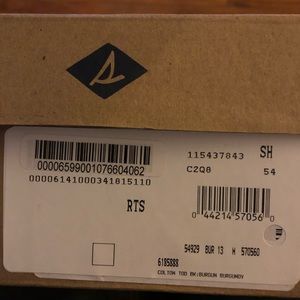 115437843 SH
00006599001076604062
C2Q8 54
00006141000341815110
0 44214 57056 0
RTS
54929 BUR 13 M 570560
6185888
COLTON TOD BW:BURGUN BURGUNDY